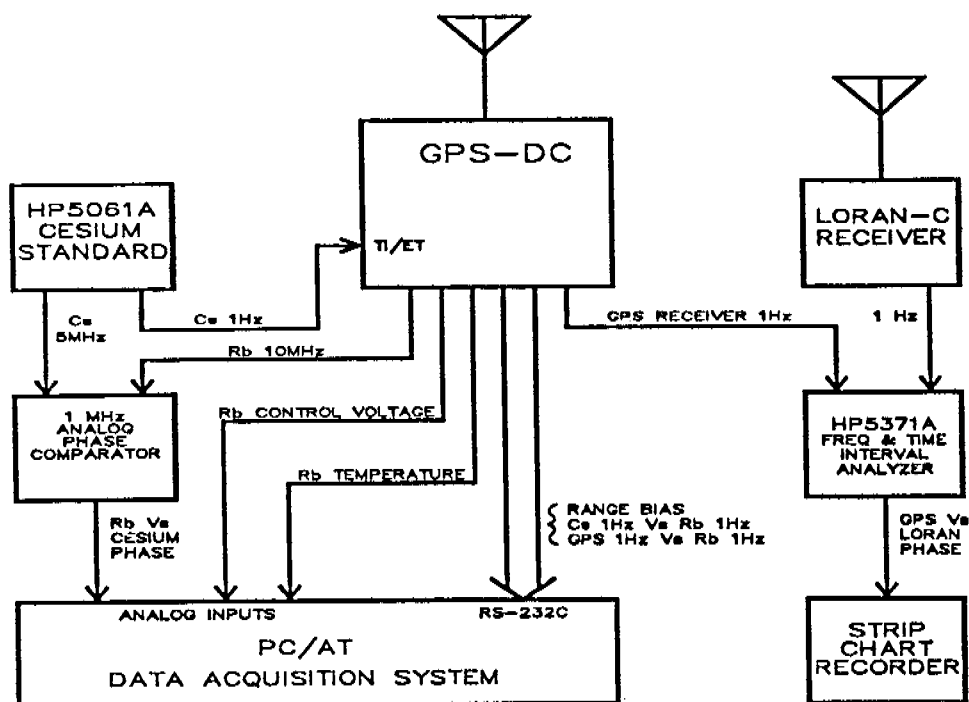 GPS-DC
TI/ET
HP5061A
CESIUM
STANDARD
LORAN-C
RECEIVER
Cs
5MHz
Cs 1Hz
Rb 10MHz
GPS RECEIVER 1Hz
1 Hz
1 MHz
ANALOG
PHASE
COMPARATOR
Rb CONTROL VOLTAGE
HP5371A
FREQ & TIME
INTERVAL
ANALYZER
Rb TEMPERATURE
Rb Vs
CESIUM
PHASE
RANGE BIAS
Cs 1Hz Vs Rb 1Hz
GPS 1Hz Vs Rb 1Hz
GPS Vs
LORAN
PHASE
ANALOG INPUTS
RS-232C
PC/AT
DATA ACQUISITION SYSTEM
STRIP
CHART
RECORDER